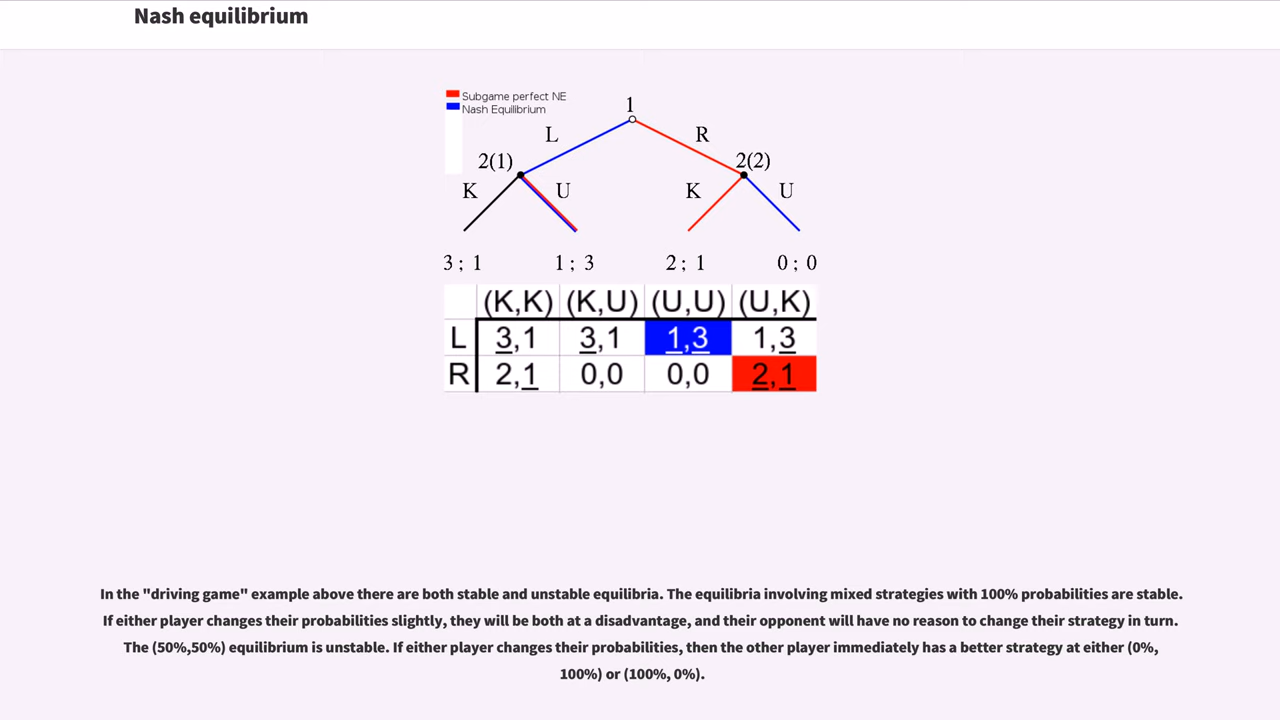 Nash equilibrium
Subgame perfect NE
Nash Equilibrium
1
L R
2(1) 2(2)
K U K U
3 ; 1 1 ; 3 2 ; 1 0 ; 0
(K,K) (K,U) (U,U) (U,K)
L 3,1 3,1 1,3 1,3
R 2,1 0,0 0,0 2,1
In the "driving game" example above there are both stable and unstable equilibria. The equilibria involving mixed strategies with 100% probabilities are stable.
If either player changes their probabilities slightly, they will be both at a disadvantage, and their opponent will have no reason to change their strategy in turn.
The (50%,50%) equilibrium is unstable. If either player changes their probabilities, then the other player immediately has a better strategy at either (0%,
100%) or (100%, 0%).